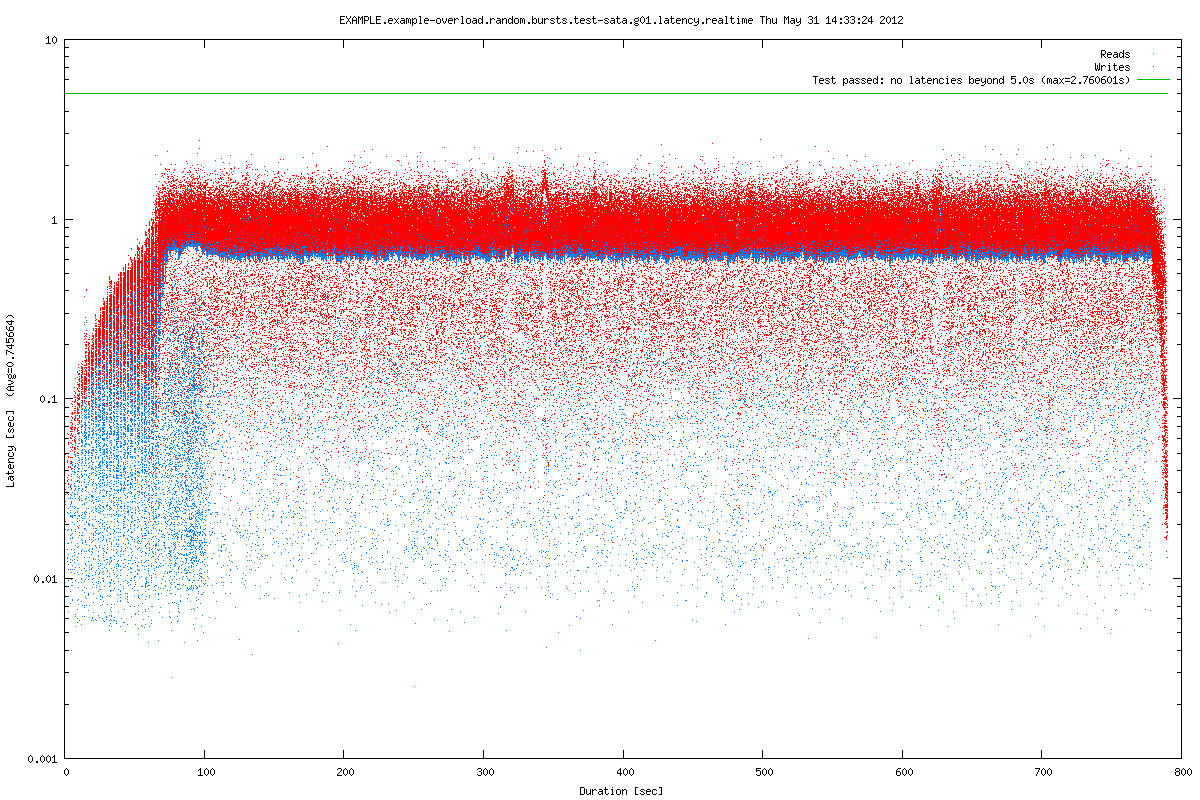 EXAMPLE.example-overload.random.bursts.test-sata.g01.latency.realtime Thu May 31 14:33:24 2012
10
Reads
Writes
Test passed: no latencies beyond 5.0s (max=2.760601s)
1
0.1
0.01
0.001
Latency [sec] (Avg=0.745664)
0 100 200 300 400 500 600 700 800
Duration [sec]